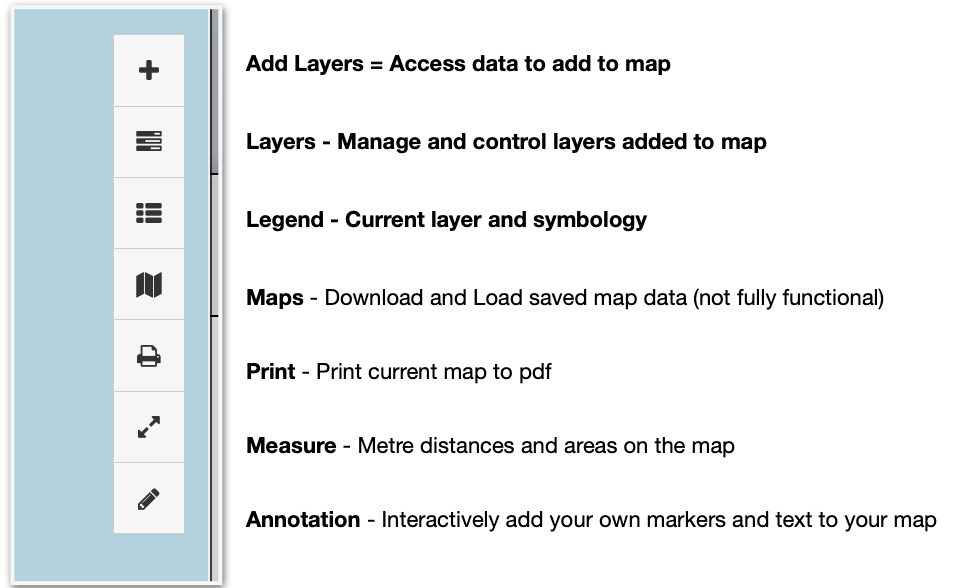 Add Layers = Access data to add to map
Layers - Manage and control layers added to map
Legend - Current layer and symbology
Maps - Download and Load saved map data (not fully functional)
Print - Print current map to pdf
Measure - Metre distances and areas on the map
Annotation - Interactively add your own markers and text to your map